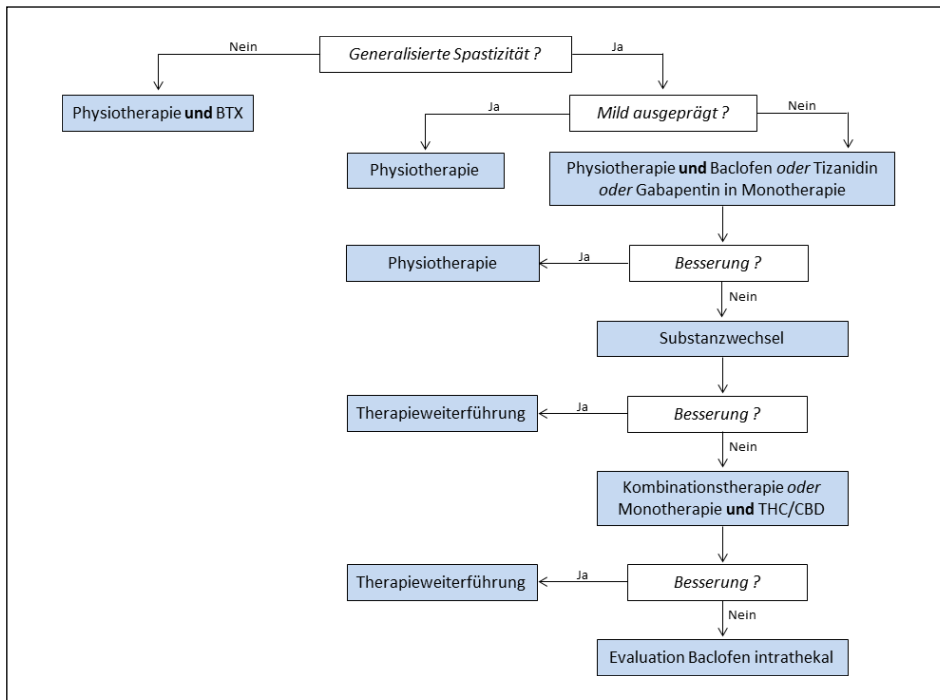 Generalisierte Spastizität ?
Nein
Ja
Physiotherapie und BTX
Mild ausgeprägt ?
Ja
Nein
Physiotherapie
Physiotherapie und Baclofen oder Tizanidin
oder Gabapentin in Monotherapie
Physiotherapie
Ja
Besserung ?
Nein
Substanzwechsel
Therapieweiterführung
Ja
Besserung ?
Nein
Kombinationstherapie oder
Monotherapie und THC/CBD
Therapieweiterführung
Ja
Besserung ?
Nein
Evaluation Baclofen intrathekal